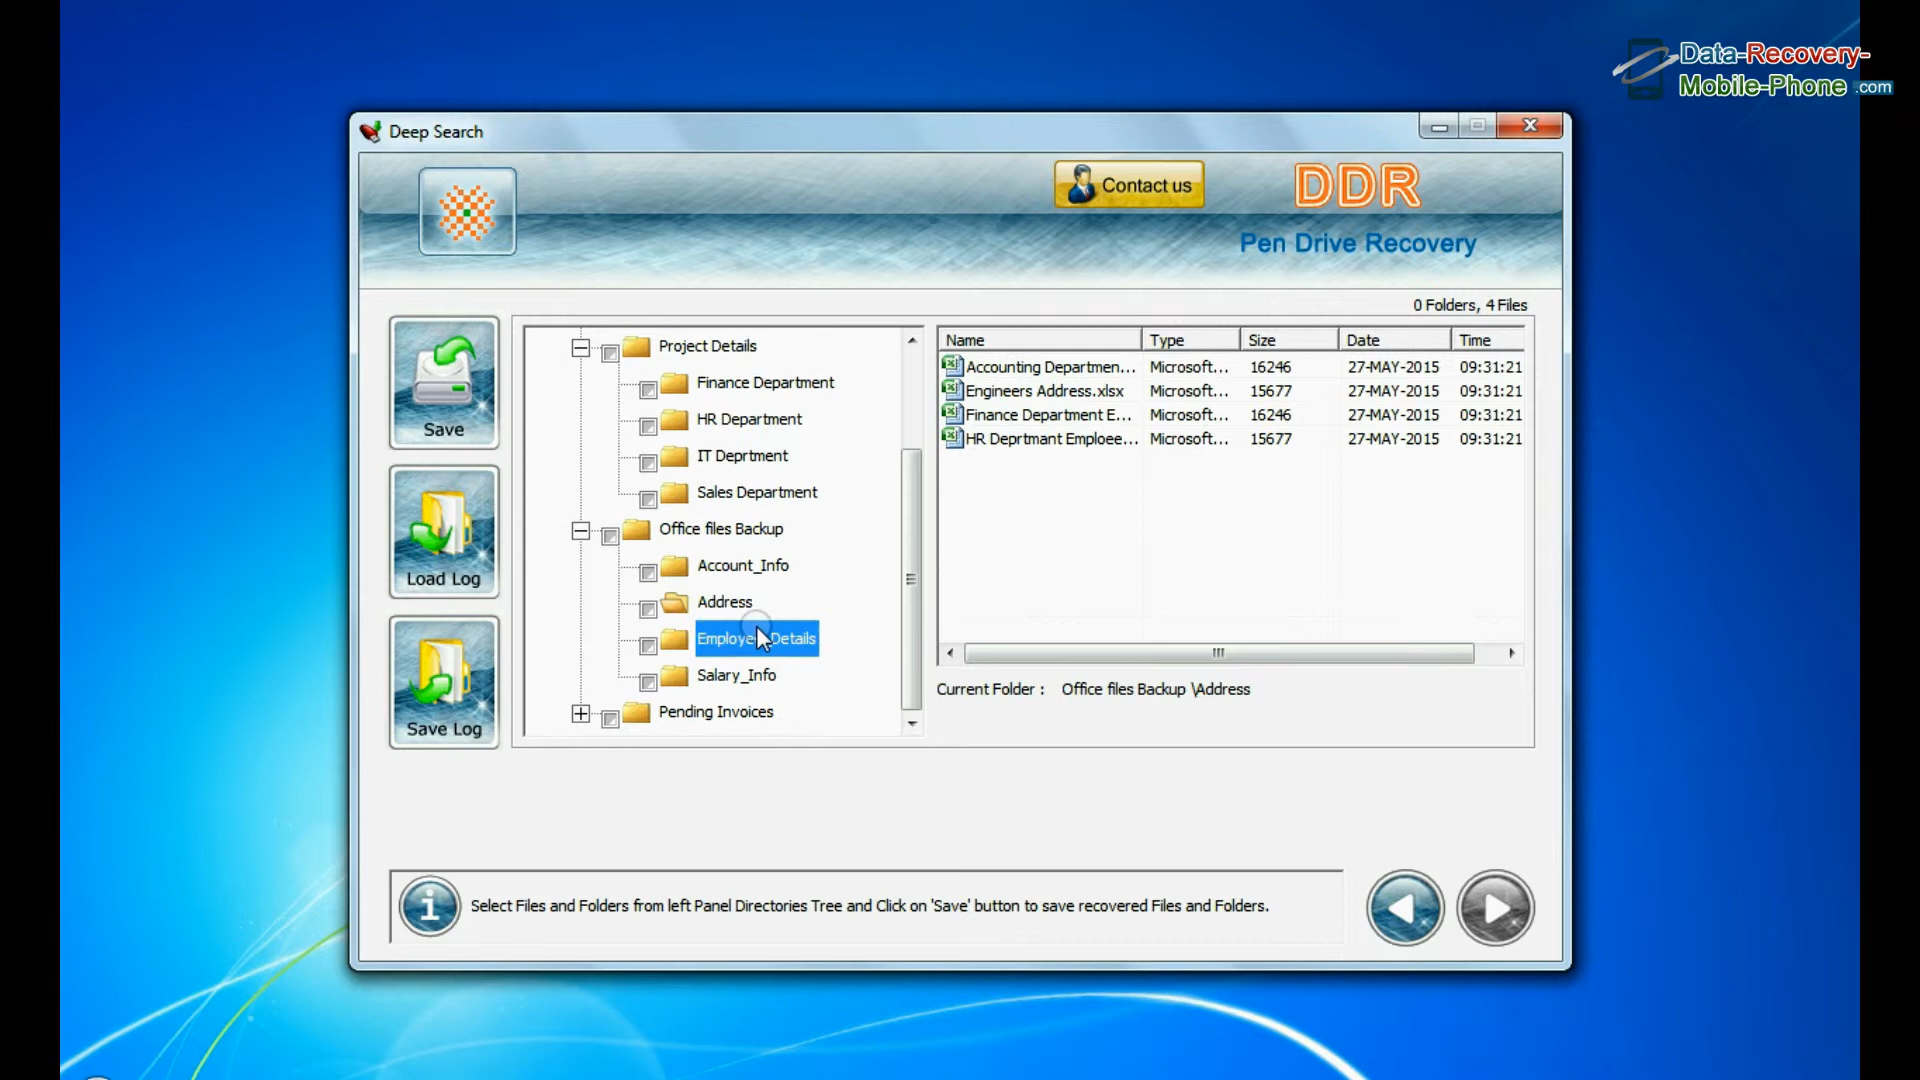 Data-Recovery-
Mobile-Phone .com
Deep Search
Contact us
DDR
Pen Drive Recovery
0 Folders, 4 Files
Save
Load Log
Save Log
Project Details
Finance Department
HR Department
IT Deprtment
Sales Department
Office files Backup
Account_Info
Address
Employe Details
Salary_Info
Pending Invoices
Name Type Size Date Time
Accounting Departmen... Microsoft... 16246 27-MAY-2015 09:31:21
Engineers Address.xlsx Microsoft... 15677 27-MAY-2015 09:31:21
Finance Department E... Microsoft... 16246 27-MAY-2015 09:31:21
HR Deprtmant Emploee... Microsoft... 15677 27-MAY-2015 09:31:21
Current Folder : Office files Backup \Address
Select Files and Folders from left Panel Directories Tree and Click on 'Save' button to save recovered Files and Folders.